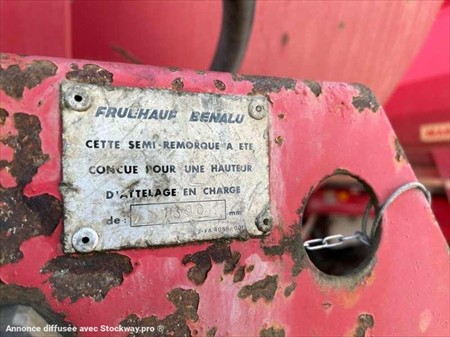 FRUEHAUF BENALU
CETTE SEMI-REMORQUE A ETE
CONCUE POUR UNE HAUTEUR
D'ATTELAGE EN CHARGE
de: mm
Annonce diffusée avec Stockway.pro ®